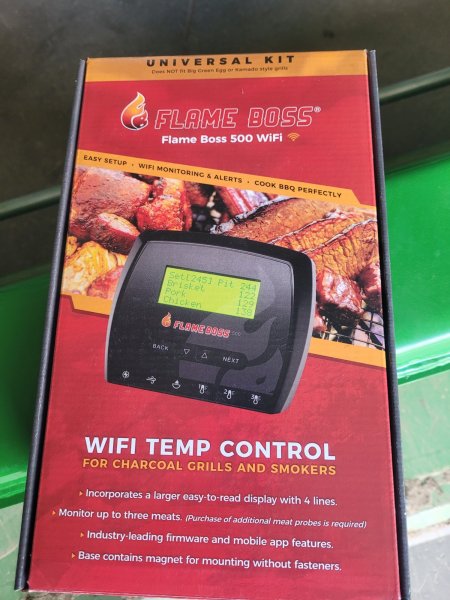 UNIVERSAL KIT
Does NOT fit Big Green Egg or Kamado style grills
FLAME BOSS®
Flame Boss 500 WiFi
EASY SETUP • WIFI MONITORING & ALERTS • COOK BBQ PERFECTLY
Set[245] Pit 244
Brisket 122
Pork 129
Chicken 138
FLAME BOSS 500
BACK NEXT
WIFI TEMP CONTROL
FOR CHARCOAL GRILLS AND SMOKERS
Incorporates a larger easy-to-read display with 4 lines.
Monitor up to three meats. (Purchase of additional meat probes is required)
Industry-leading firmware and mobile app features.
Base contains magnet for mounting without fasteners.